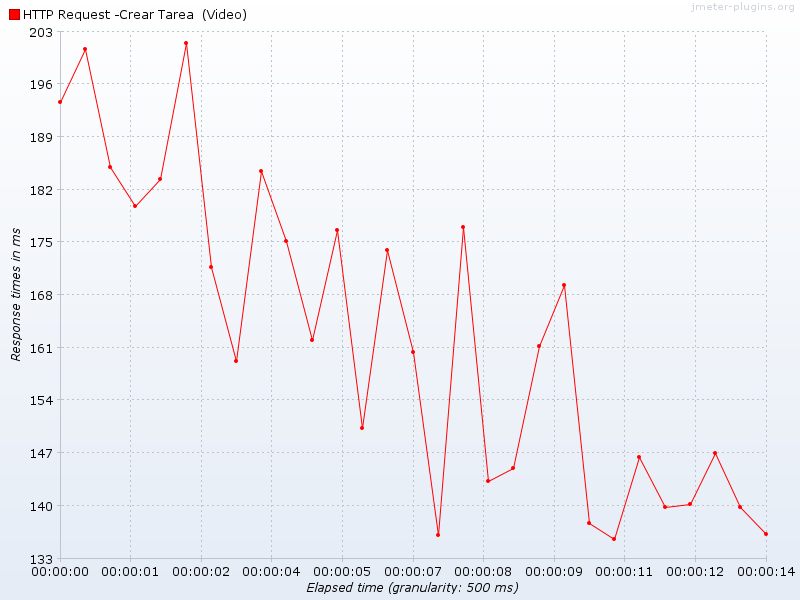 jmeter-plugins.org
HTTP Request -Crear Tarea  (Video)
203
196
189
182
175
168
161
154
147
140
133
Response times in ms
00:00:00 00:00:01 00:00:02 00:00:04 00:00:05 00:00:07 00:00:08 00:00:09 00:00:11 00:00:12 00:00:14
Elapsed time (granularity: 500 ms)